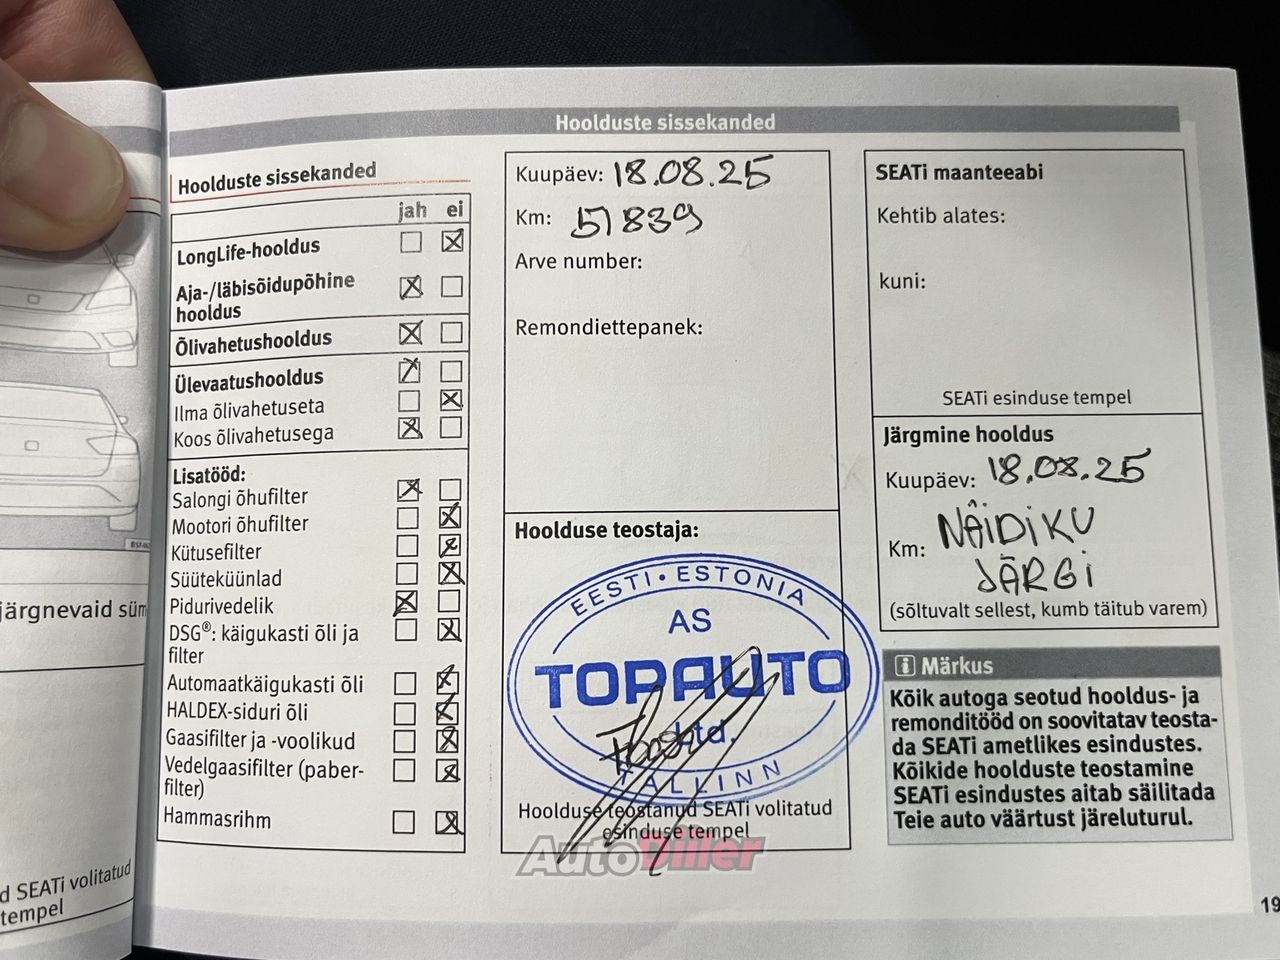 Hoolduste sissekanded
Hoolduste sissekanded
jah ei
LongLife-hooldus
Aja-/läbisõidupõhine
hooldus
Õlivahetushooldus
Ülevaatushooldus
Ilma õlivahetuseta
Koos õlivahetusega
Lisatööd:
Salongi õhufilter
Mootori õhufilter
Kütusefilter
Süüteküünlad
Pidurivedelik
DSG®: käigukasti õli ja
filter
Automaatkäigukasti õli
HALDEX-siduri õli
Gaasifilter ja -voolikud
Vedelgaasifilter (paber-
filter)
Hammasrihm
Kuupäev: 18.08.25
Km: 51839
Arve number:
Remondiettepanek:
Hoolduse teostaja:
EESTI • ESTONIA
AS
TOPAUTO
Ltd.
TALLINN
Hoolduse teostanud SEATi volitatud
esinduse tempel
SEATi maanteeabi
Kehtib alates:
kuni:
SEATi esinduse tempel
Järgmine hooldus
Kuupäev: 18.08.25
Km: NÄIDIKU
JÄRGI
(sõltuvalt sellest, kumb täitub varem)
Märkus
Kõik autoga seotud hooldus- ja
remonditööd on soovitatav teosta-
da SEATi ametlikes esindustes.
Kõikide hoolduste teostamine
SEATi esindustes aitab säilitada
Teie auto väärtust järeluturul.
19
järgnevaid süm
d SEATi volitatud
tempel
AutoDiiler